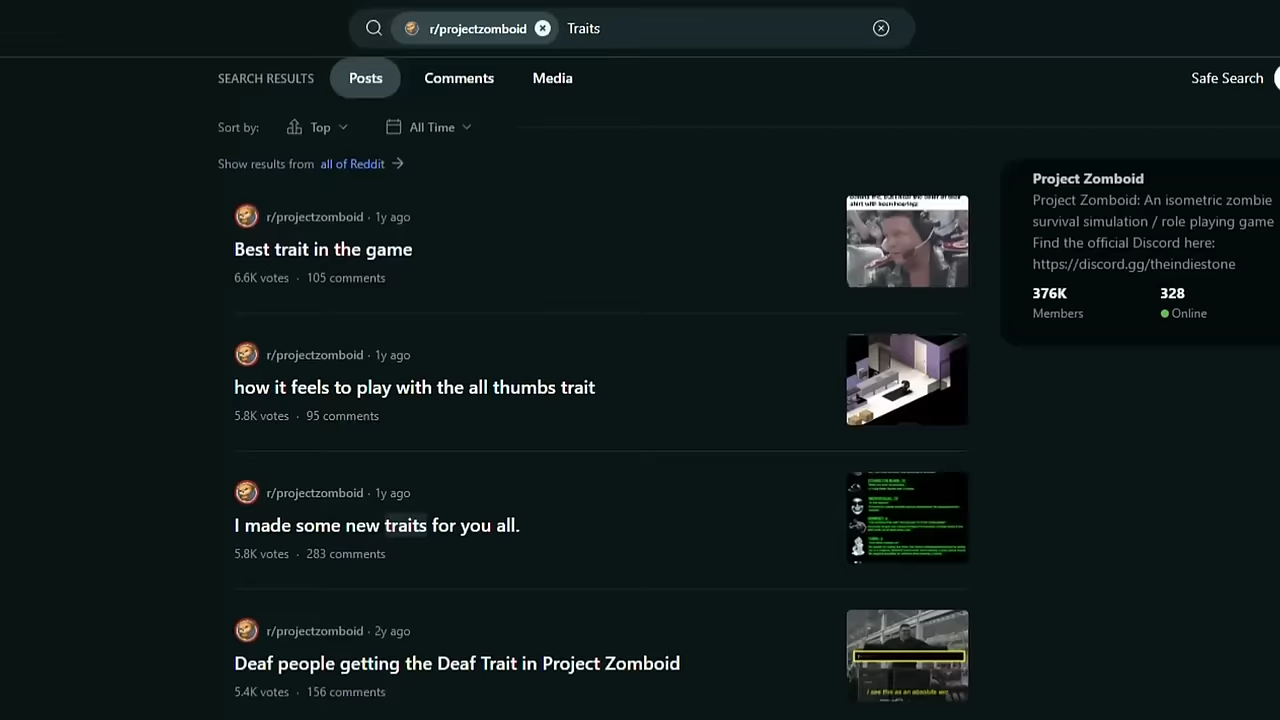 r/projectzomboid Traits
SEARCH RESULTS Posts Comments Media Safe Search
Sort by: Top All Time
Show results from all of Reddit
r/projectzomboid · 1y ago
Best trait in the game
6.6K votes · 105 comments
r/projectzomboid · 1y ago
how it feels to play with the all thumbs trait
5.8K votes · 95 comments
r/projectzomboid · 1y ago
I made some new traits for you all.
5.8K votes · 283 comments
r/projectzomboid · 2y ago
Deaf people getting the Deaf Trait in Project Zomboid
5.4K votes · 156 comments
I see this as an absolute
Project Zomboid
Project Zomboid: An isometric zombie
survival simulation / role playing game
Find the official Discord here:
https://discord.gg/theindiestone
376K 328
Members Online